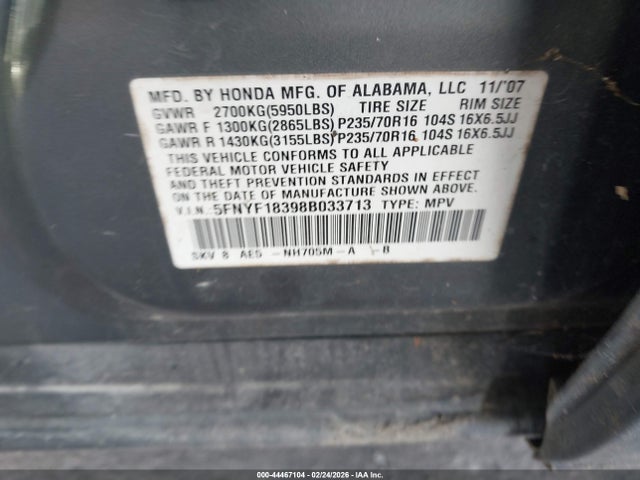 MFD. BY HONDA MFG. OF ALABAMA, LLC 11/'07
GVWR 2700KG(5950LBS) TIRE SIZE RIM SIZE
GAWR F 1300KG(2865LBS) P235/70R16 104S 16X6.5JJ
GAWR R 1430KG(3155LBS) P235/70R16 104S 16X6.5JJ
THIS VEHICLE CONFORMS TO ALL APPLICABLE
FEDERAL MOTOR VEHICLE SAFETY
AND THEFT PREVENTION STANDARDS IN EFFECT
ON THE DATE OF MANUFACTURE SHOWN ABOVE.
V.I.N. 5FNYF18398B033713 TYPE: MPV
SKV 8 AE5 -NH705M-A -B
000-44467104 - 02/24/2026 - IAA Inc.